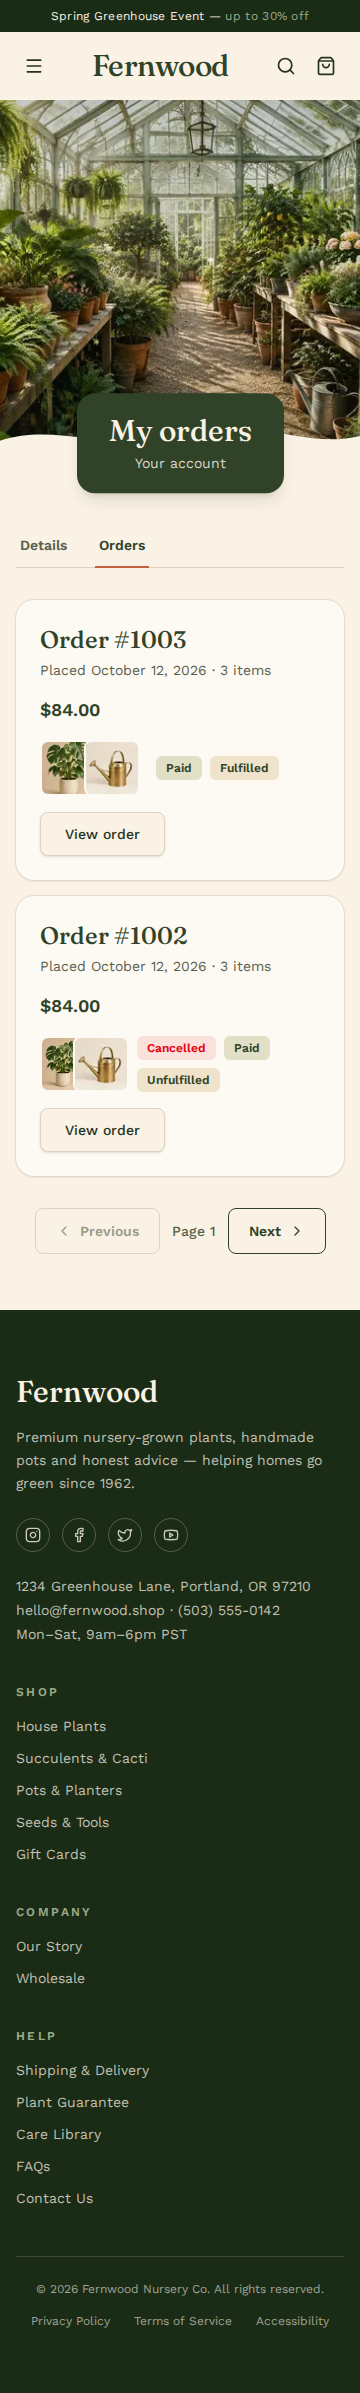 Spring Greenhouse Event — up to 30% off
Fernwood
My orders
Your account
Details Orders
Order #1003
Placed October 12, 2026 · 3 items
$84.00
Paid Fulfilled
View order
Order #1002
Placed October 12, 2026 · 3 items
$84.00
Cancelled Paid
Unfulfilled
View order
Previous Page 1 Next
Fernwood
Premium nursery-grown plants, handmade
pots and honest advice — helping homes go
green since 1962.
1234 Greenhouse Lane, Portland, OR 97210
hello@fernwood.shop · (503) 555-0142
Mon–Sat, 9am–6pm PST
SHOP
House Plants
Succulents & Cacti
Pots & Planters
Seeds & Tools
Gift Cards
COMPANY
Our Story
Wholesale
HELP
Shipping & Delivery
Plant Guarantee
Care Library
FAQs
Contact Us
© 2026 Fernwood Nursery Co. All rights reserved.
Privacy Policy Terms of Service Accessibility